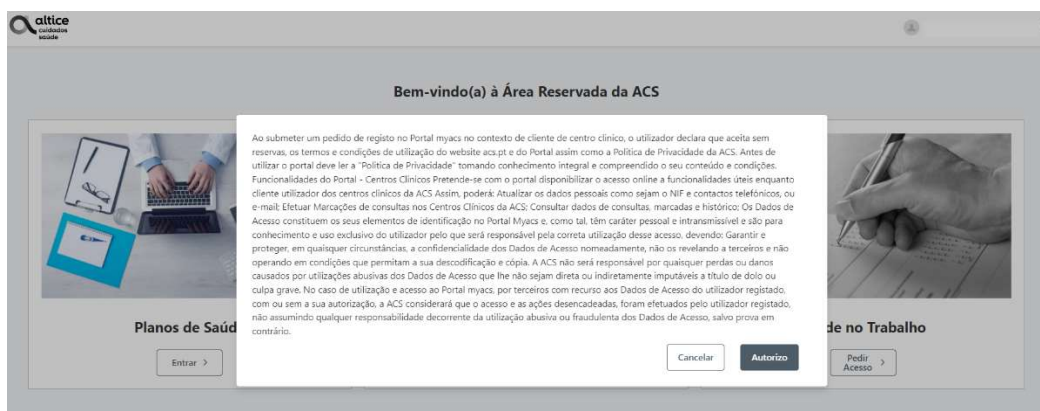 altice
cuidados
saúde
Bem-vindo(a) à Área Reservada da ACS
Ao submeter um pedido de registo no Portal myacs no contexto de cliente de centro clínico, o utilizador declara que aceita sem
reservas, os termos e condições de utilização do website acs.pt e do Portal assim como a Politica de Privacidade da ACS. Antes de
utilizar o portal deve ler a "Politica de Privacidade" tomando conhecimento integral e compreendido o seu conteúdo e condições.
Funcionalidades do Portal - Centros Clínicos Pretende-se com o portal disponibilizar o acesso online a funcionalidades úteis enquanto
cliente utilizador dos centros clínicos da ACS Assim, poderá: Atualizar os dados pessoais como sejam o NIF e contactos telefónicos, ou
e-mail; Efetuar Marcações de consultas nos Centros Clínicos da ACS; Consultar dados de consultas, marcadas e histórico; Os Dados de
Acesso constituem os seus elementos de identificação no Portal Myacs e, como tal, têm caráter pessoal e intransmissível e são para
conhecimento e uso exclusivo do utilizador pelo que será responsável pela correta utilização desse acesso, devendo: Garantir e
proteger, em quaisquer circunstâncias, a confidencialidade dos Dados de Acesso nomeadamente, não os revelando a terceiros e não
operando em condições que permitam a sua descodificação e cópia. A ACS não será responsável por quaisquer perdas ou danos
causados por utilizações abusivas dos Dados de Acesso que lhe não sejam direta ou indiretamente imputáveis a título de dolo ou
culpa grave. No caso de utilização e acesso ao Portal myacs, por terceiros com recurso aos Dados de Acesso do utilizador registado,
com ou sem a sua autorização, a ACS considerará que o acesso e as ações desencadeadas, foram efetuados pelo utilizador registado,
não assumindo qualquer responsabilidade decorrente da utilização abusiva ou fraudulenta dos Dados de Acesso, salvo prova em
contrário.
Cancelar Autorizo
Planos de Saúd
de no Trabalho
Entrar >
Pedir
Acesso >